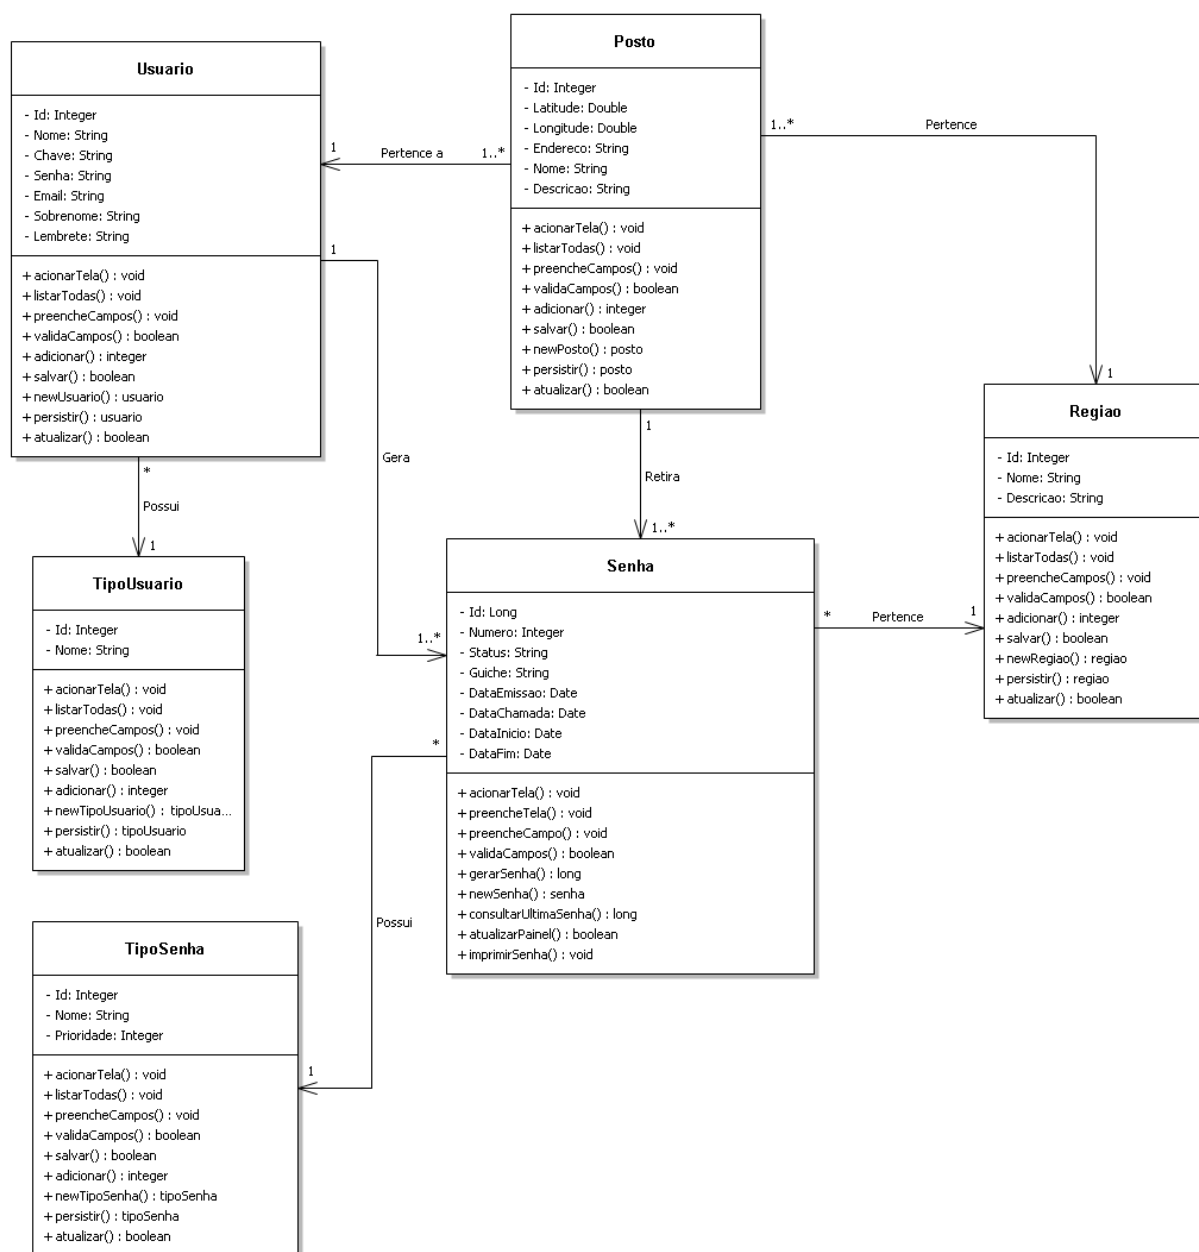 Usuario
- Id: Integer
- Nome: String
- Chave: String
- Senha: String
- Email: String
- Sobrenome: String
- Lembrete: String
+ acionarTela() : void
+ listarTodas() : void
+ preencheCampos() : void
+ validaCampos() : boolean
+ adicionar() : integer
+ salvar() : boolean
+ newUsuario() : usuario
+ persistir() : usuario
+ atualizar() : boolean
1
Pertence a
1..*
Posto
- Id: Integer
- Latitude: Double
- Longitude: Double
- Endereco: String
- Nome: String
- Descricao: String
+ acionarTela() : void
+ listarTodas() : void
+ preencheCampos() : void
+ validaCampos() : boolean
+ adicionar() : integer
+ salvar() : boolean
+ newPosto() : posto
+ persistir() : posto
+ atualizar() : boolean
1..*
Pertence
1
Regiao
- Id: Integer
- Nome: String
- Descricao: String
+ acionarTela() : void
+ listarTodas() : void
+ preencheCampos() : void
+ validaCampos() : boolean
+ adicionar() : integer
+ salvar() : boolean
+ newRegiao() : regiao
+ persistir() : regiao
+ atualizar() : boolean
1
Gera
1..*
1
Retira
1..*
*
Possui
1
TipoUsuario
- Id: Integer
- Nome: String
+ acionarTela() : void
+ listarTodas() : void
+ preencheCampos() : void
+ validaCampos() : boolean
+ salvar() : boolean
+ adicionar() : integer
+ newTipoUsuario() : tipoUsua...
+ persistir() : tipoUsuario
+ atualizar() : boolean
Senha
- Id: Long
- Numero: Integer
- Status: String
- Guiche: String
- DataEmissao: Date
- DataChamada: Date
- DataInicio: Date
- DataFim: Date
+ acionarTela() : void
+ preencheTela() : void
+ preencheCampo() : void
+ validaCampos() : boolean
+ gerarSenha() : long
+ newSenha() : senha
+ consultarUltimaSenha() : long
+ atualizarPainel() : boolean
+ imprimirSenha() : void
*
Pertence
1
*
Possui
1
TipoSenha
- Id: Integer
- Nome: String
- Prioridade: Integer
+ acionarTela() : void
+ listarTodas() : void
+ preencheCampos() : void
+ validaCampos() : boolean
+ salvar() : boolean
+ adicionar() : integer
+ newTipoSenha() : tipoSenha
+ persistir() : tipoSenha
+ atualizar() : boolean